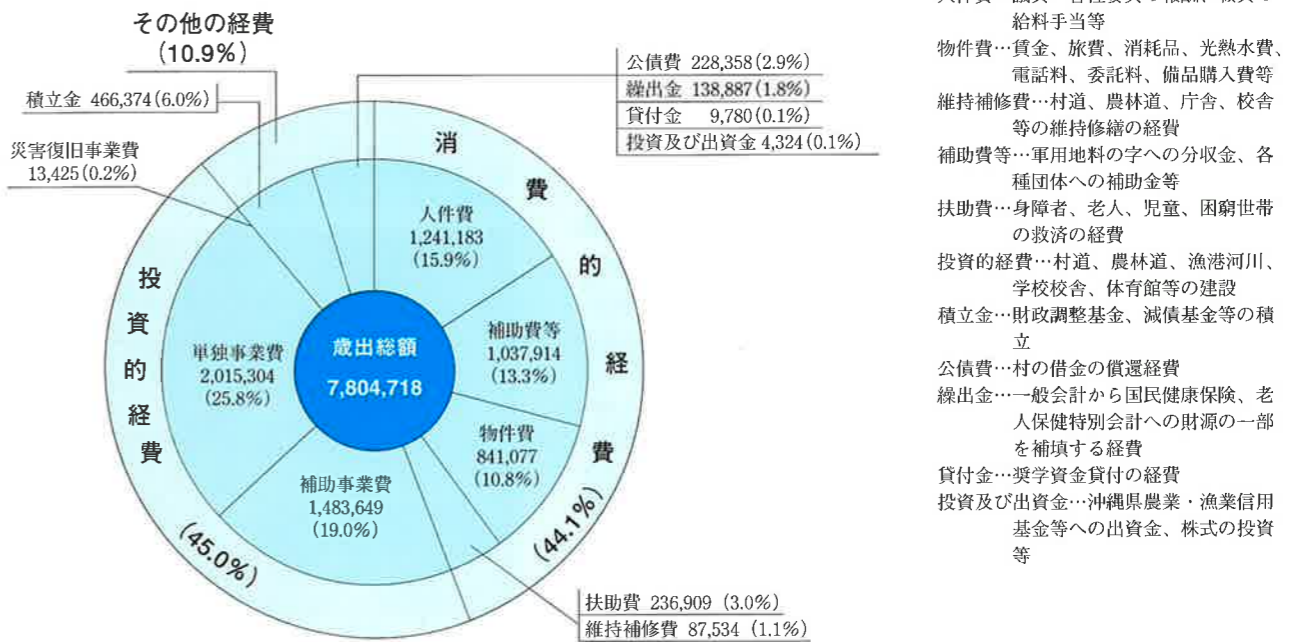 その他の経費
(10.9%)
積立金 466,374(6.0%)
災害復旧事業費
13,425(0.2%)
公債費 228,358(2.9%)
繰出金 138,887(1.8%)
貸付金 9,780(0.1%)
投資及び出資金 4,324(0.1%)
消費的経費
(44.1%)
人件費
1,241,183
(15.9%)
補助費等
1,037,914
(13.3%)
物件費
841,077
(10.8%)
扶助費 236,909 (3.0%)
維持補修費 87,534 (1.1%)
投資的経費
(45.0%)
単独事業費
2,015,304
(25.8%)
補助事業費
1,483,649
(19.0%)
歳出総額
7,804,718
給料手当等
物件費…賃金、旅費、消耗品、光熱水費、
電話料、委託料、備品購入費等
維持補修費…村道、農林道、庁舎、校舎
等の維持修繕の経費
補助費等…軍用地料の字への分収金、各
種団体への補助金等
扶助費…身障者、老人、児童、困窮世帯
の救済の経費
投資的経費…村道、農林道、漁港河川、
学校校舎、体育館等の建設
積立金…財政調整基金、減債基金等の積
立
公債費…村の借金の償還経費
繰出金…一般会計から国民健康保険、老
人保健特別会計への財源の一部
を補填する経費
貸付金…奨学資金貸付の経費
投資及び出資金…沖縄県農業・漁業信用
基金等への出資金、株式の投資
等